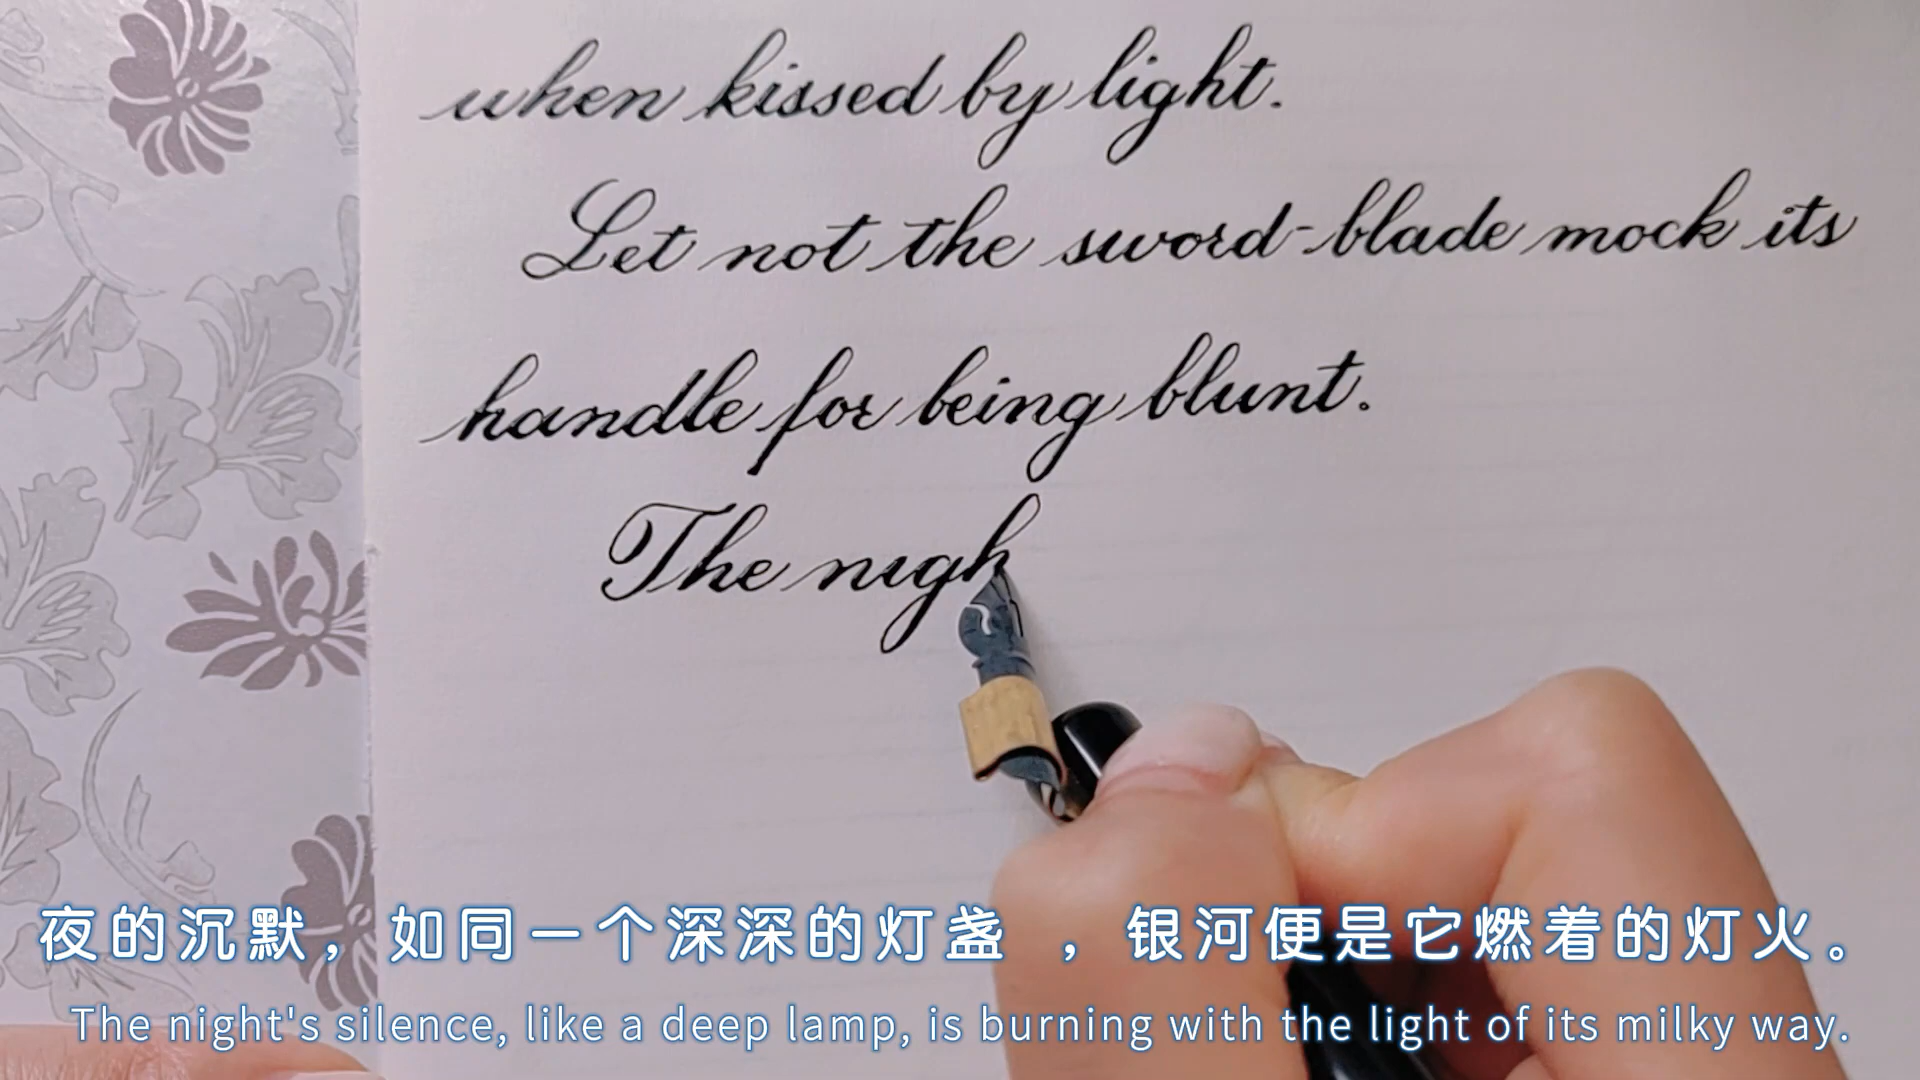 when kissed by light.
Let not the sword-blade mock its
handle for being blunt.
The nigh
夜的沉默，如同一个深深的灯盏 ，银河便是它燃着的灯火。
The night's silence, like a deep lamp, is burning with the light of its milky way.